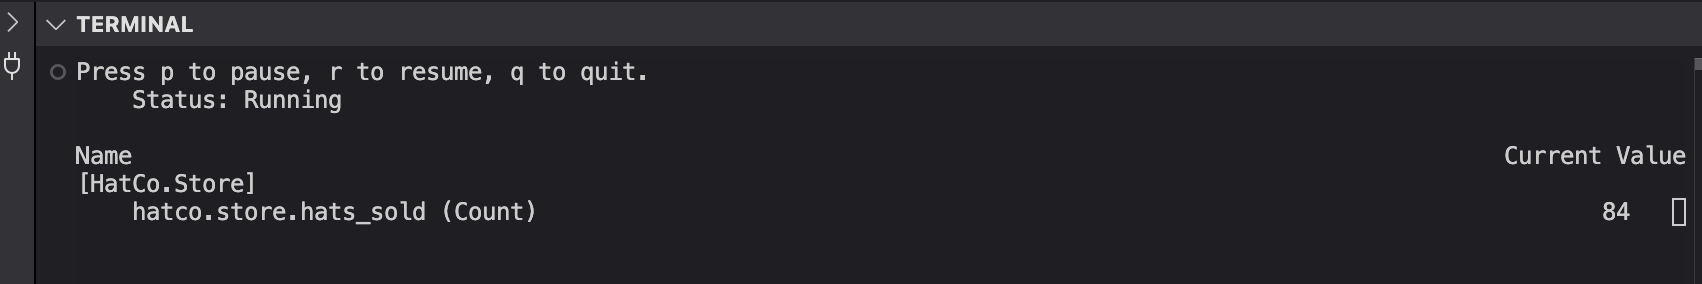 TERMINAL
Press p to pause, r to resume, q to quit.
Status: Running
Name Current Value
[HatCo.Store]
hatco.store.hats_sold (Count) 84